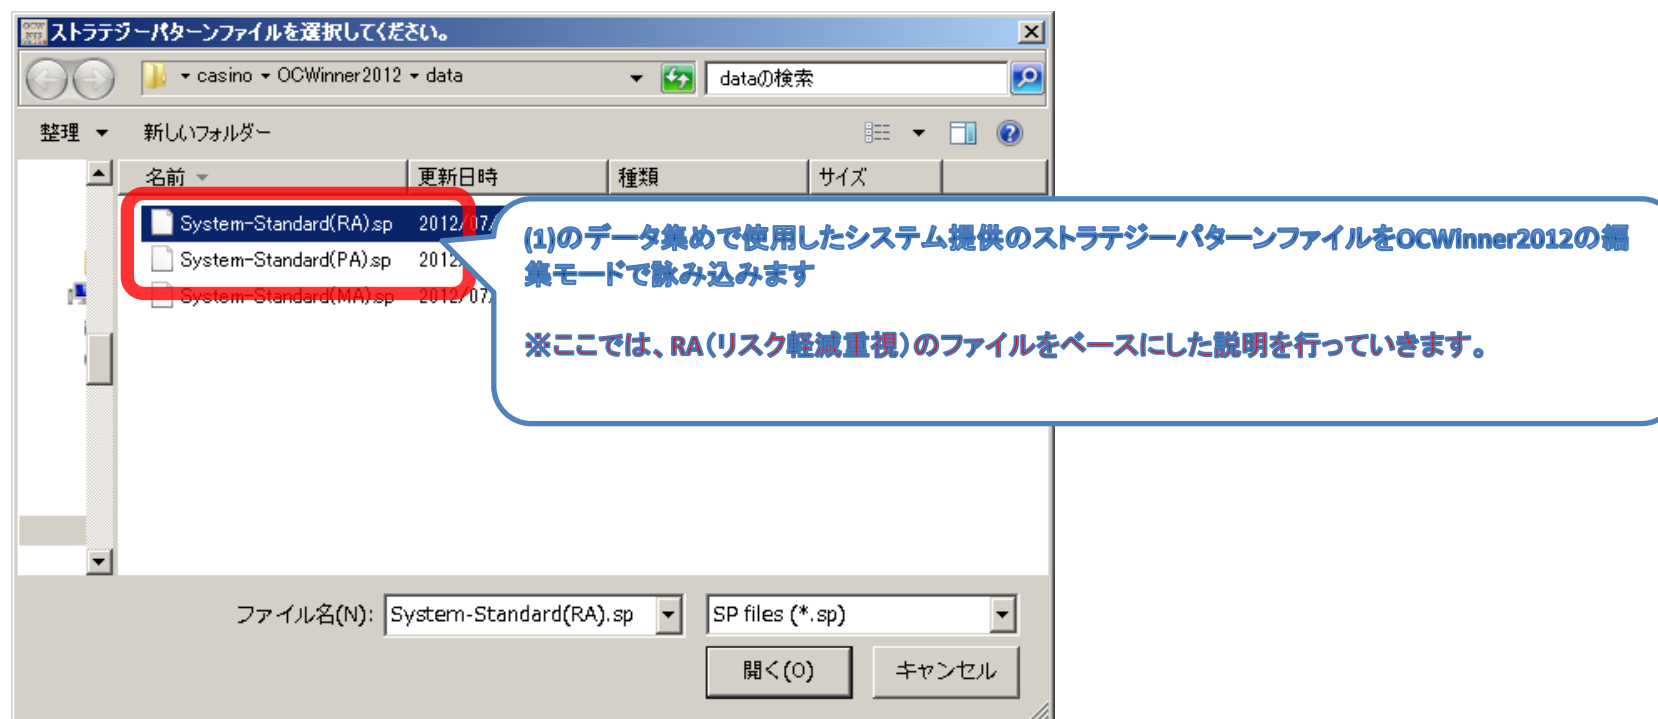 ストラテジーパターンファイルを選択してください。
casino OCWinner2012 data
dataの検索
整理 新しいフォルダー
名前 更新日時 種類 サイズ
System-Standard(RA).sp 2012/07/
System-Standard(PA).sp 2012/
System-Standard(MA).sp 2012/07/
(1)のデータ集めで使用したシステム提供のストラテジーパターンファイルをOCWinner2012の編
集モードで詠み込みます
※ここでは、RA(リスク軽減重視)のファイルをベースにした説明を行っていきます。
ファイル名(N): System-Standard(RA).sp SP files (*.sp)
開く(O) キャンセル